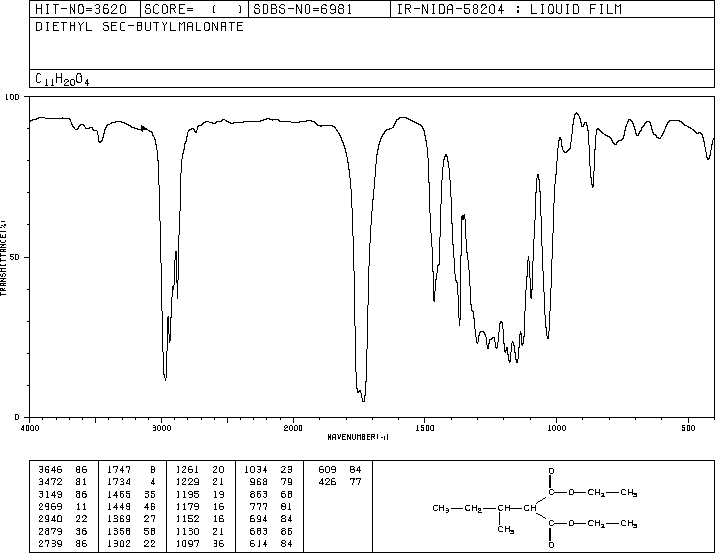 HIT-NO=3620 SCORE= ( ) SDBS-NO=6981 IR-NIDA-58204 : LIQUID FILM
DIETHYL SEC-BUTYLMALONATE
C11H20O4
100
50
0
TRANSMITTANCE(%)
4000 3000 2000 1500 1000 500
WAVENUMBER(-1)
3646 86 1747 8 1261 20 1034 23 609 84
3472 81 1734 4 1229 21 968 79 426 77
3149 86 1465 35 1195 19 863 68
2969 11 1449 46 1179 16 777 81
2940 22 1369 27 1152 16 694 84
2879 36 1358 58 1130 21 683 86
2739 86 1302 22 1097 36 614 84
O
C—O—CH2—CH3
CH3—CH2—CH—CH
CH3 C—O—CH2—CH3
O